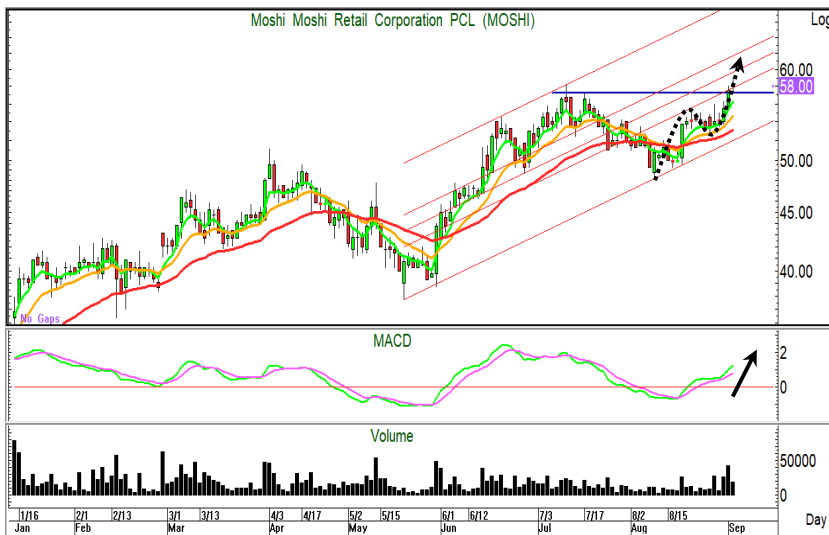 Moshi Moshi Retail Corporation PCL (MOSHI)
Log
60.00
58.00
50.00
45.00
40.00
No Gaps
MACD
2
0
Volume
50000
0
1/16 2/1 2/13 3/1 3/13 4/3 4/17 5/2 5/15 6/1 6/12 7/3 7/17 8/2 8/15
Jan Feb Mar Apr May Jun Jul Aug Sep
Day